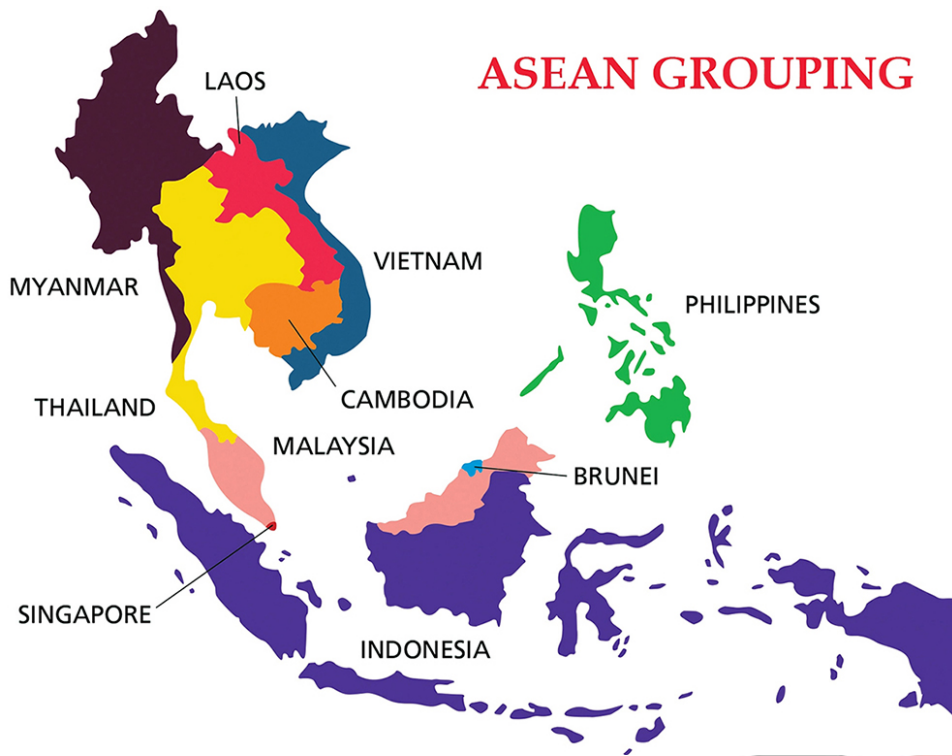 ASEAN GROUPING
LAOS
VIETNAM
MYANMAR
PHILIPPINES
CAMBODIA
THAILAND
MALAYSIA
BRUNEI
SINGAPORE
INDONESIA